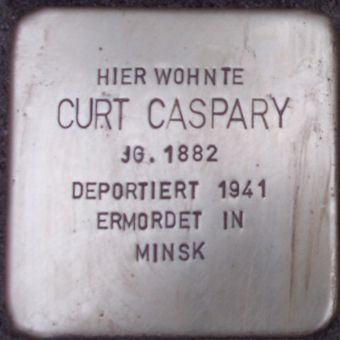 HIER WOHNTE
CURT CASPARY
JG. 1882
DEPORTIERT 1941
ERMORDET IN
MINSK